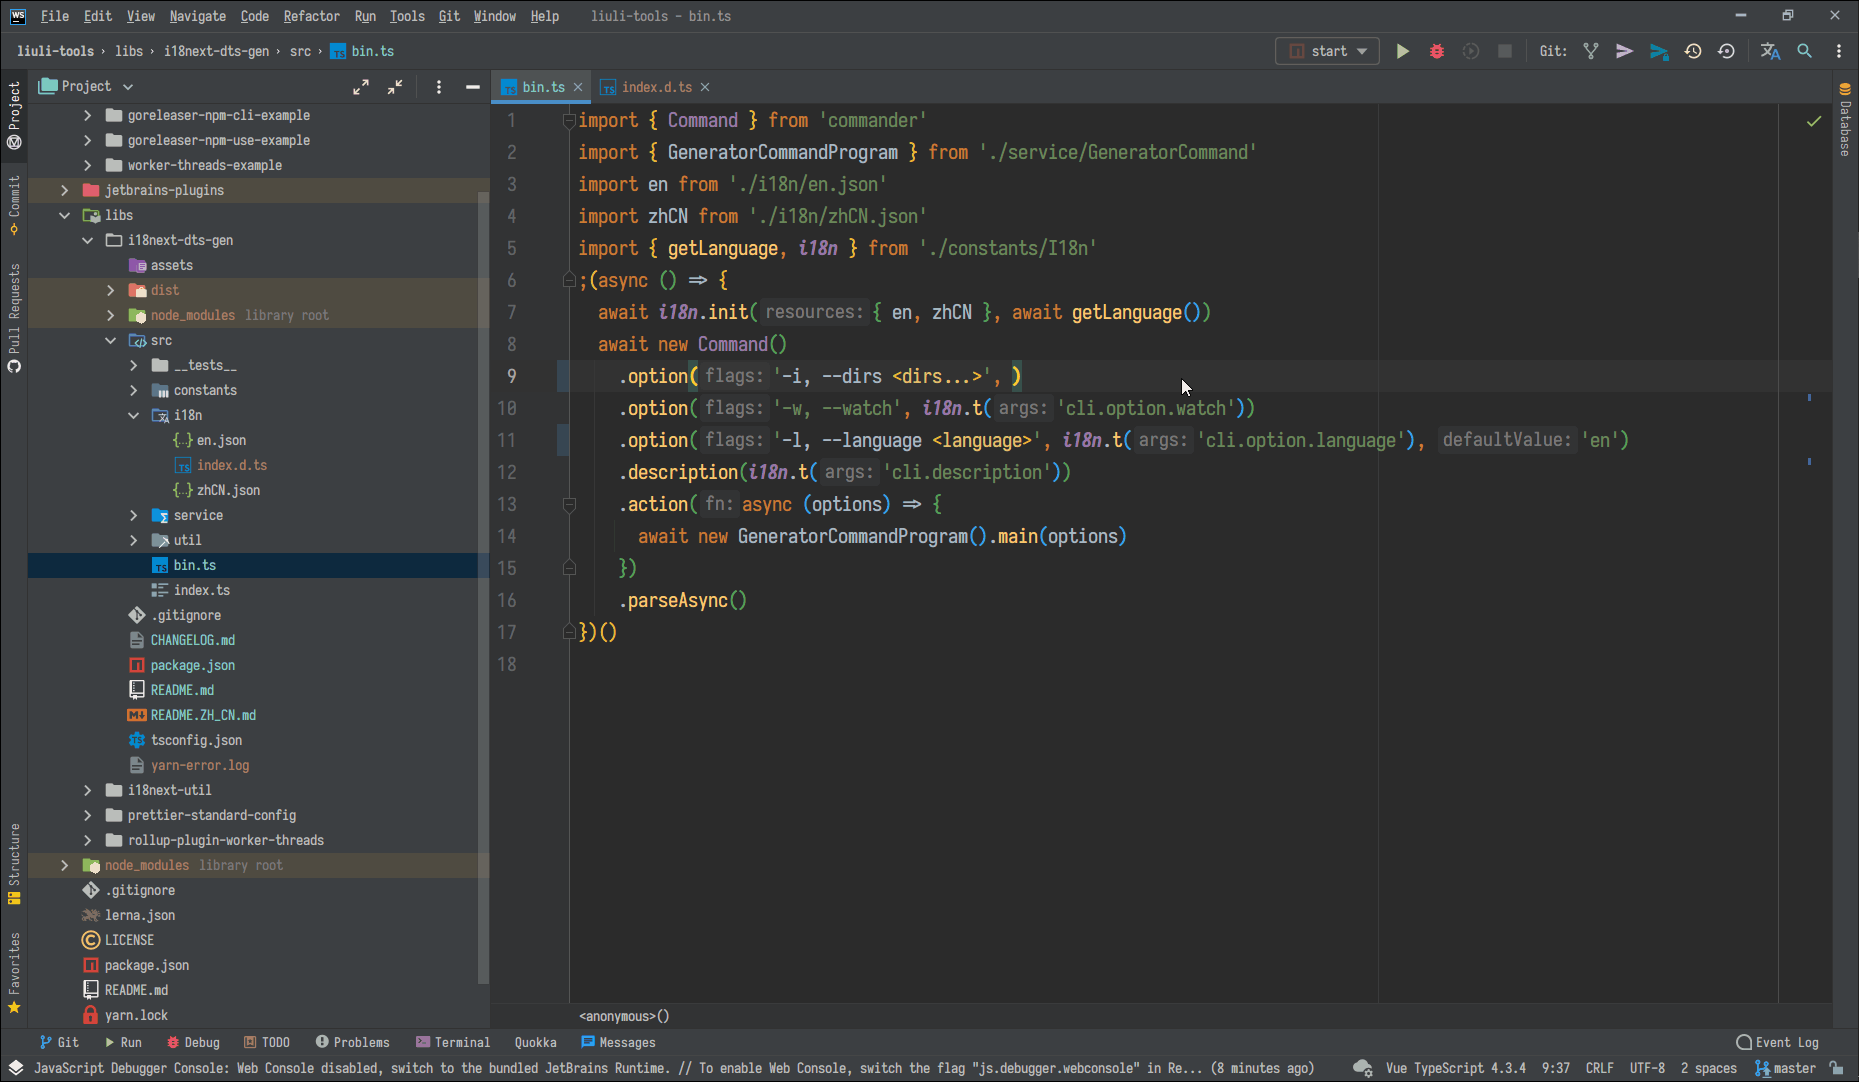 WS File Edit View Navigate Code Refactor Run Tools Git Window Help liuli-tools - bin.ts
liuli-tools › libs › i18next-dts-gen › src › bin.ts
start Git:
Project
bin.ts
index.d.ts
Project
Commit
Pull Requests
Structure
Favorites
Database
goreleaser-npm-cli-example
goreleaser-npm-use-example
worker-threads-example
jetbrains-plugins
libs
i18next-dts-gen
assets
dist
node_modules library root
src
__tests__
constants
i18n
en.json
index.d.ts
zhCN.json
service
util
bin.ts
index.ts
.gitignore
CHANGELOG.md
package.json
README.md
README.ZH_CN.md
tsconfig.json
yarn-error.log
i18next-util
prettier-standard-config
rollup-plugin-worker-threads
node_modules library root
.gitignore
lerna.json
LICENSE
package.json
README.md
yarn.lock
1 import { Command } from 'commander'
2 import { GeneratorCommandProgram } from './service/GeneratorCommand'
3 import en from './i18n/en.json'
4 import zhCN from './i18n/zhCN.json'
5 import { getLanguage, i18n } from './constants/I18n'
6 ;(async () => {
7 await i18n.init( resources: { en, zhCN }, await getLanguage())
8 await new Command()
9 .option( flags: '-i, --dirs <dirs...>', )
10 .option( flags: '-w, --watch', i18n.t( args: 'cli.option.watch'))
11 .option( flags: '-l, --language <language>', i18n.t( args: 'cli.option.language'), defaultValue: 'en')
12 .description(i18n.t( args: 'cli.description'))
13 .action( fn: async (options) => {
14 await new GeneratorCommandProgram().main(options)
15 })
16 .parseAsync()
17 })()
18
<anonymous>()
Git Run Debug TODO Problems Terminal Quokka Messages Event Log
JavaScript Debugger Console: Web Console disabled, switch to the bundled JetBrains Runtime. // To enable Web Console, switch the flag "js.debugger.webconsole" in Re... (8 minutes ago) Vue TypeScript 4.3.4 9:37 CRLF UTF-8 2 spaces master